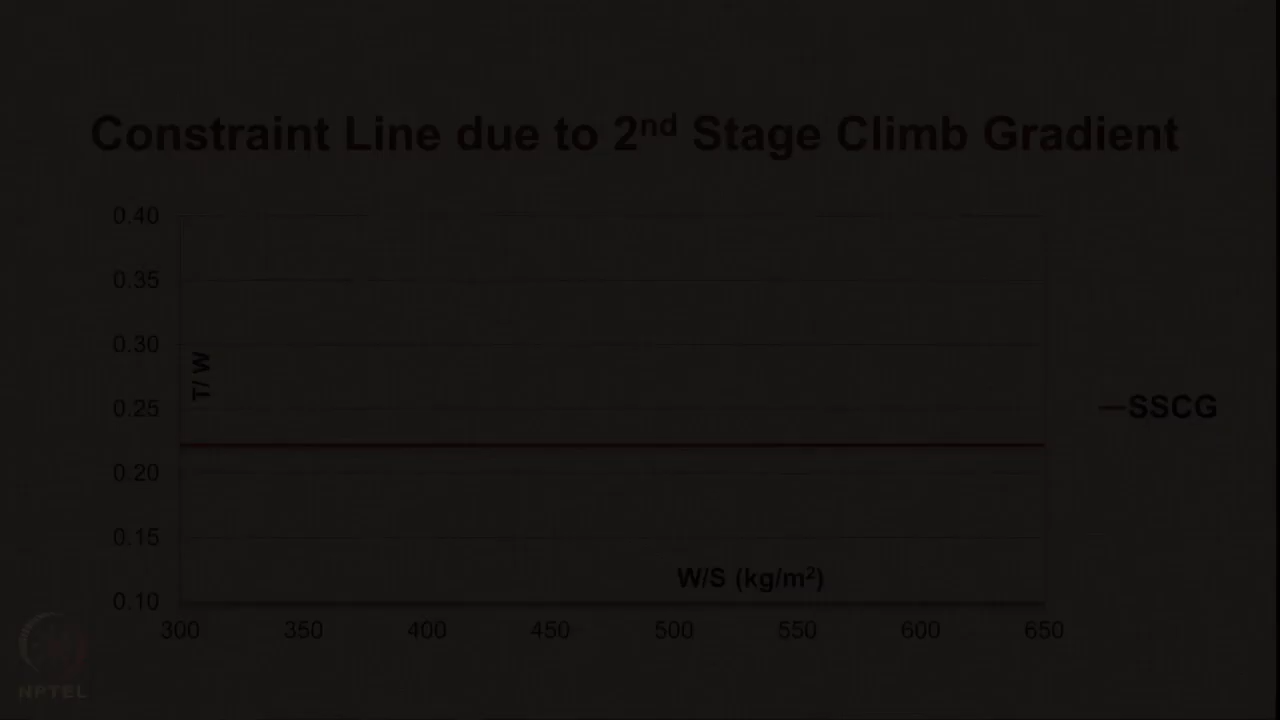 Constraint Line due to 2nd Stage Climb Gradient
0.40
0.35
0.30
0.25
0.20
0.15
0.10
T/ W
SSCG
W/S (kg/m²)
300 350 400 450 500 550 600 650
NPTEL